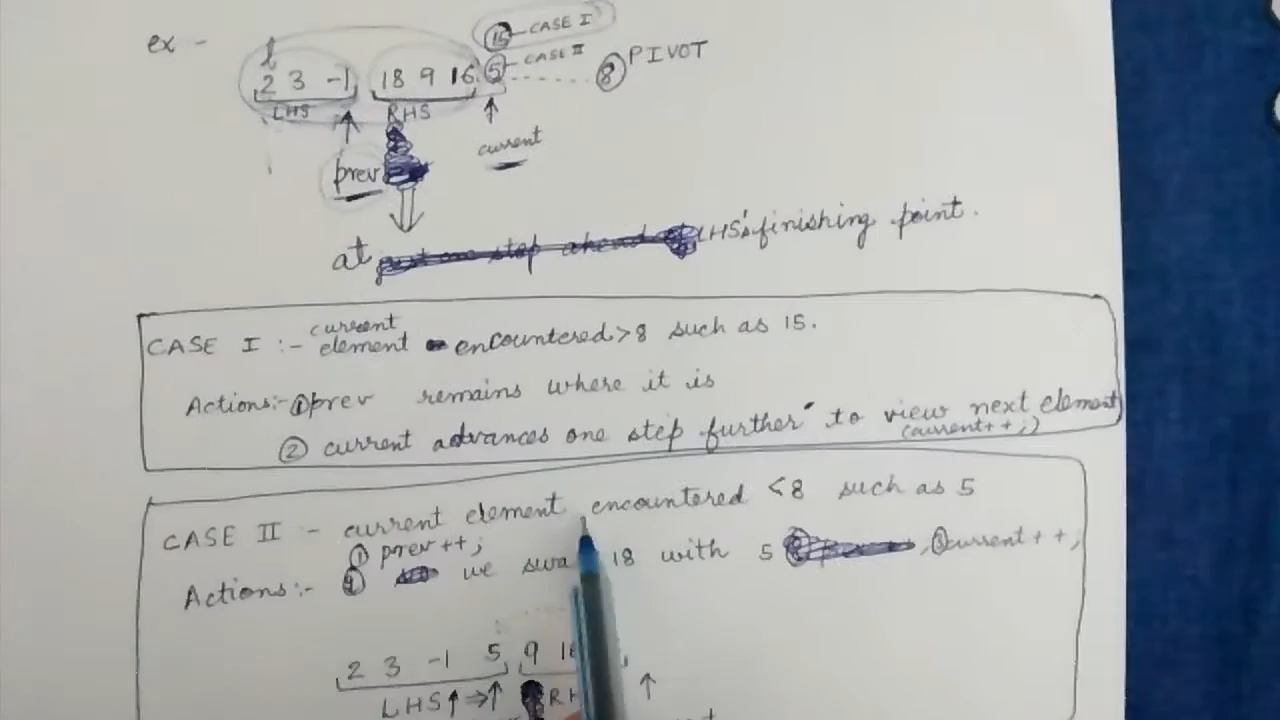 ex -
l
15 CASE I
2 3 -1 18 9 16 5 CASE II 8 PIVOT
LHS RHS
prev current
at LHS's finishing point.
CASE I :- current element encountered >8 such as 15.
Actions:- ① prev remains where it is
② current advances one step further to view next element
(current++;)
CASE II - current element encountered <8 such as 5
① prev ++;
Actions:- ② we 18 with 5 , ③ current ++;
2 3 -1 5 9
LHS